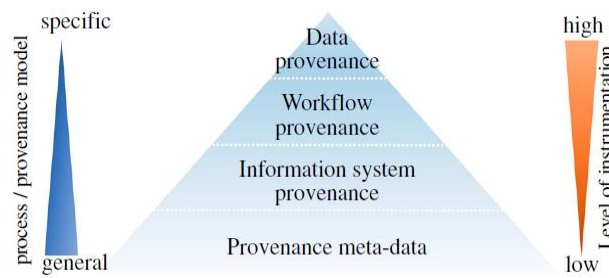 specific
process / provenance model
general
Data
provenance
Workflow
provenance
Information system
provenance
Provenance meta-data
high
Level of instrumentation
low